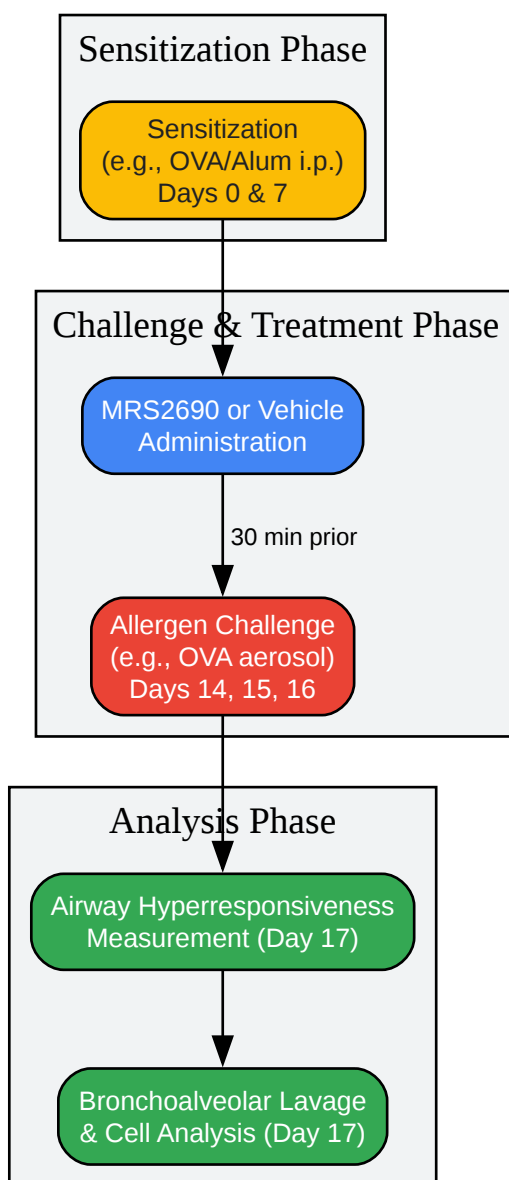 Sensitization Phase
Sensitization
(e.g., OVA/Alum i.p.)
Days 0 & 7
Challenge & Treatment Phase
MRS2690 or Vehicle
Administration
30 min prior
Allergen Challenge
(e.g., OVA aerosol)
Days 14, 15, 16
Analysis Phase
Airway Hyperresponsiveness
Measurement (Day 17)
Bronchoalveolar Lavage
& Cell Analysis (Day 17)